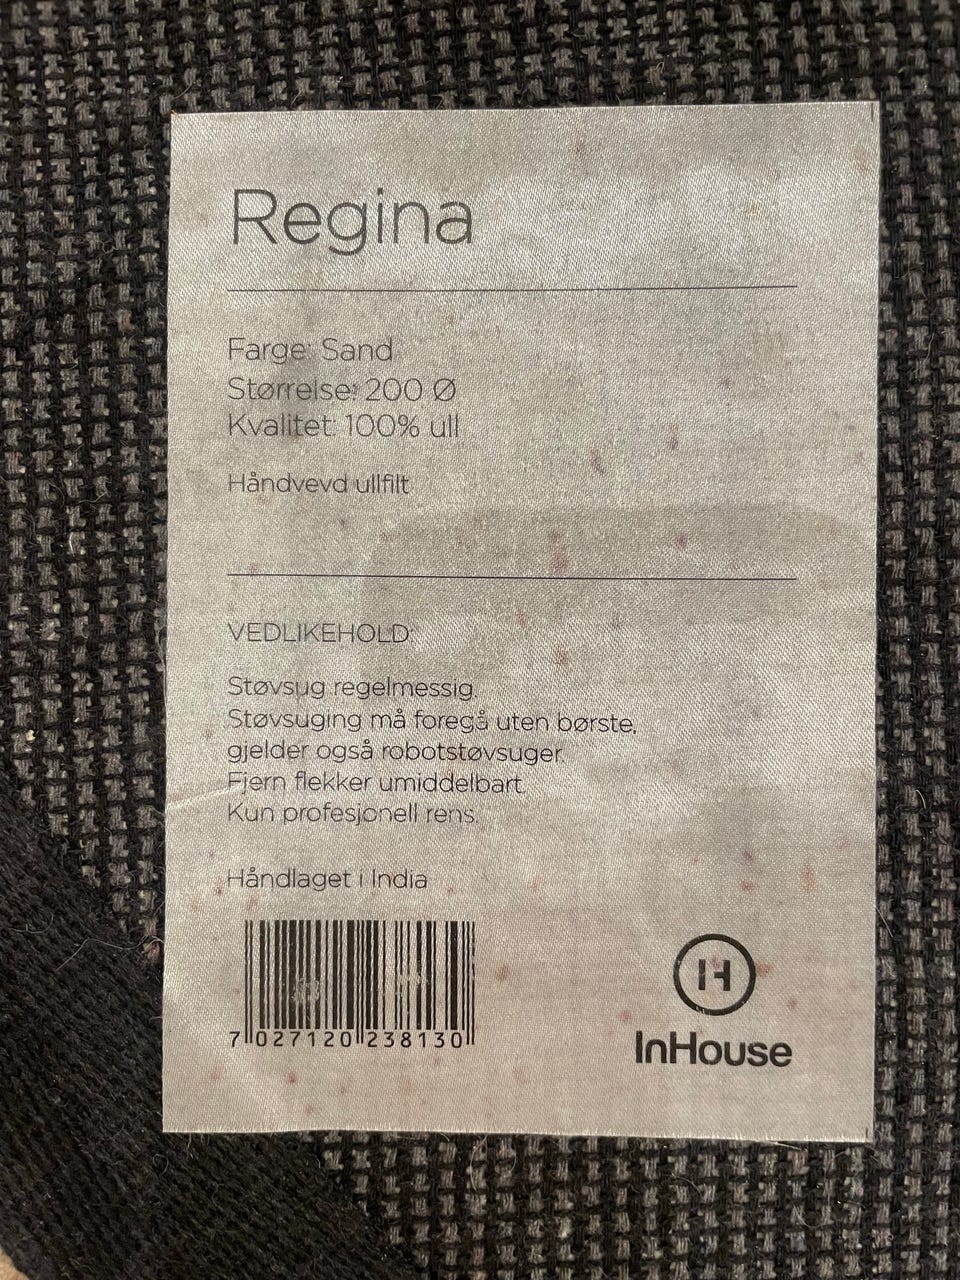 Regina
Farge: Sand
Størrelse: 200 Ø
Kvalitet: 100% ull
Håndvevd ullfilt
VEDLIKEHOLD:
Støvsug regelmessig.
Støvsuging må foregå uten børste,
gjelder også robotstøvsuger.
Fjern flekker umiddelbart.
Kun profesjonell rens.
Håndlaget i India
7 027120 238130
H
InHouse